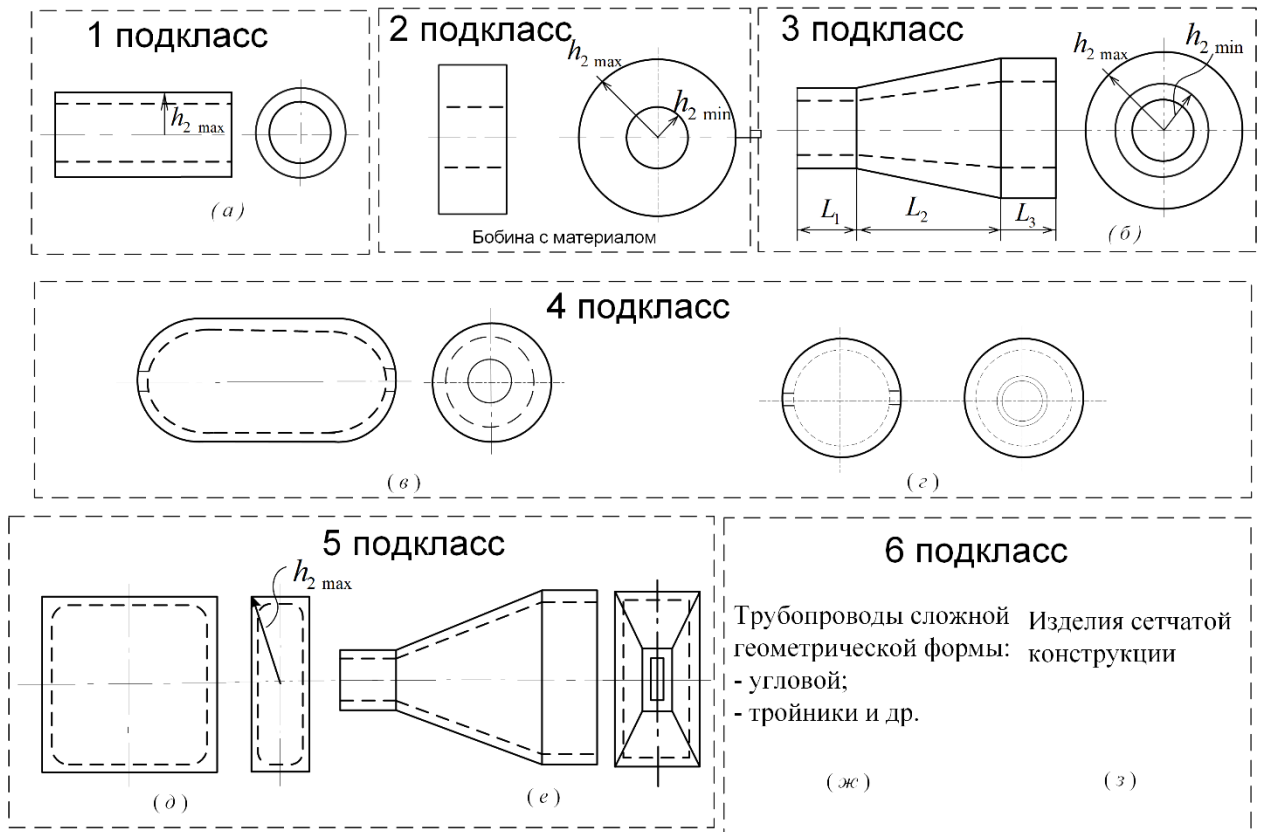 1 подкласс
h2 max
(а)
2 подкласс
h2 max
h2 min
Бобина с материалом
3 подкласс
h2 max
h2 min
L1
L2
L3
(б)
4 подкласс
(в)
(г)
5 подкласс
h2 max
(д)
(е)
6 подкласс
Трубопроводы сложной
геометрической формы:
- угловой;
- тройники и др.
(ж)
Изделия сетчатой
конструкции
(з)